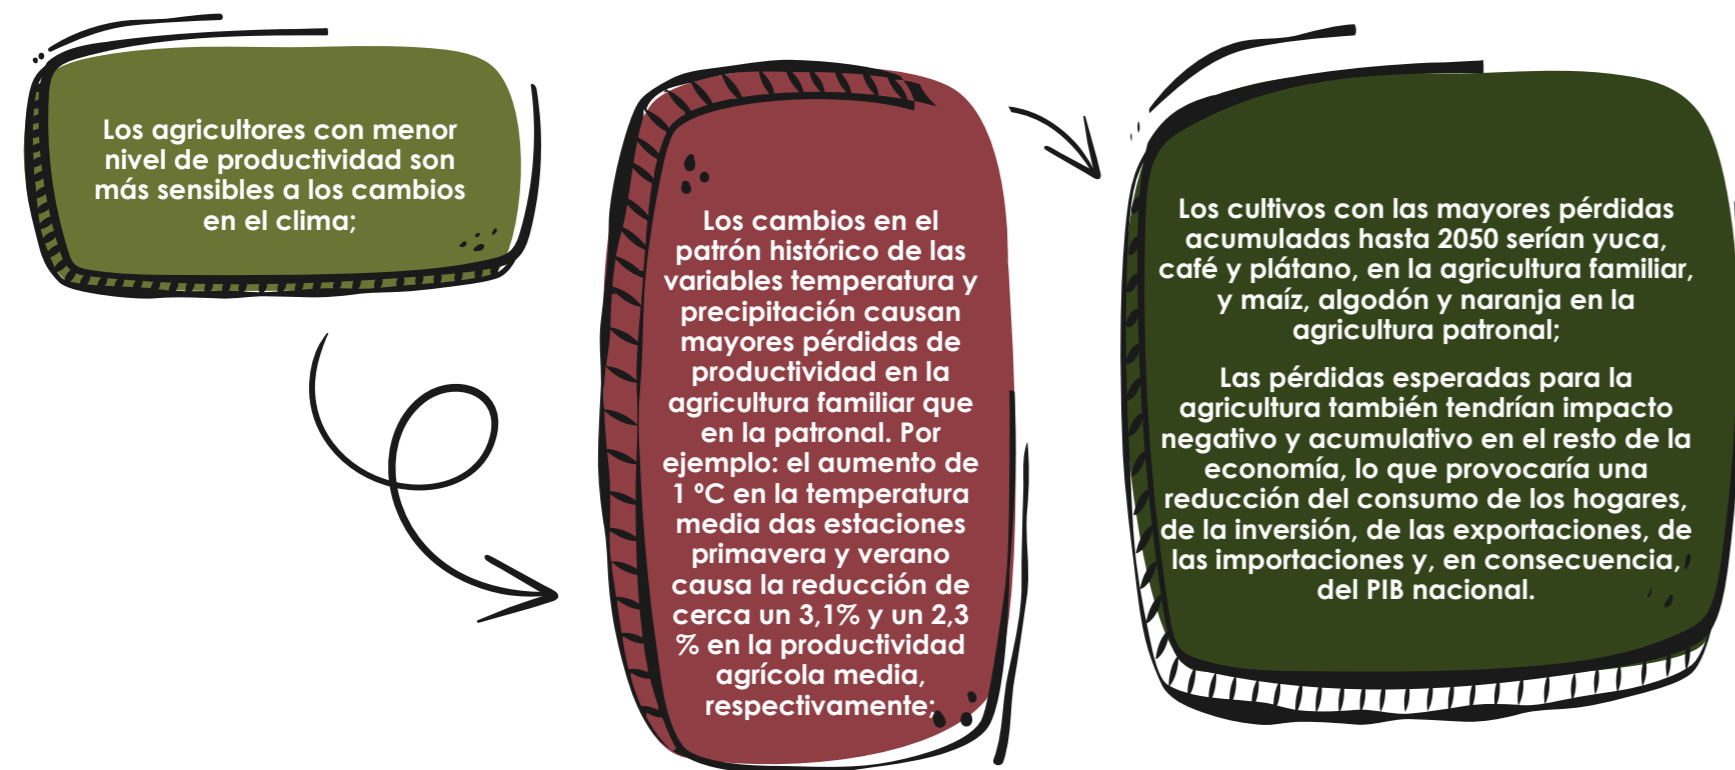 Los agricultores con menor
nivel de productividad son
más sensibles a los cambios
en el clima;
Los cambios en el
patrón histórico de las
variables temperatura y
precipitación causan
mayores pérdidas de
productividad en la
agricultura familiar que
en la patronal. Por
ejemplo: el aumento de
1 ºC en la temperatura
media das estaciones
primavera y verano
causa la reducción de
cerca un 3,1% y un 2,3
% en la productividad
agrícola media,
respectivamente;
Los cultivos con las mayores pérdidas
acumuladas hasta 2050 serían yuca,
café y plátano, en la agricultura familiar,
y maíz, algodón y naranja en la
agricultura patronal;
Las pérdidas esperadas para la
agricultura también tendrían impacto
negativo y acumulativo en el resto de la
economía, lo que provocaría una
reducción del consumo de los hogares,
de la inversión, de las exportaciones, de
las importaciones y, en consecuencia,
del PIB nacional.